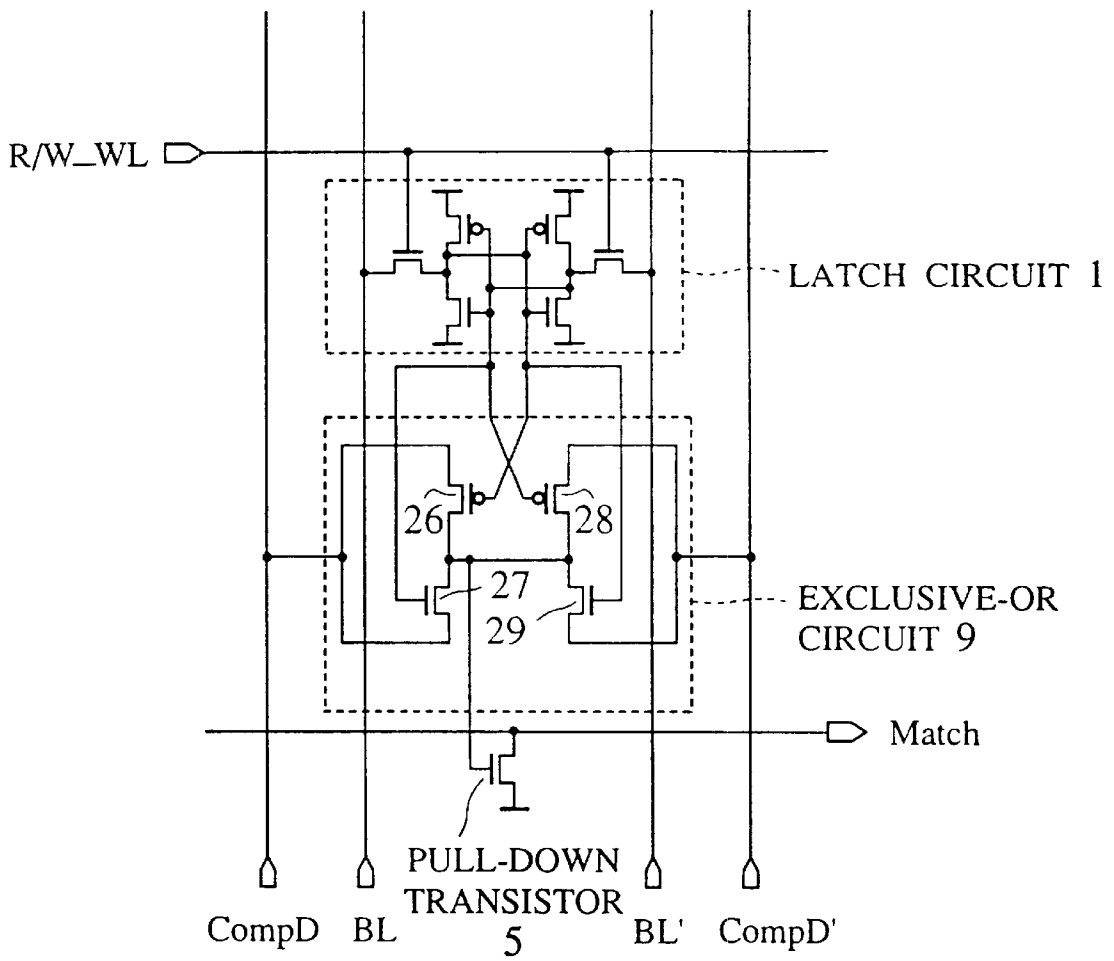 R/W_WL
LATCH CIRCUIT 1
26
28
27
29
EXCLUSIVE-OR
CIRCUIT 9
Match
PULL-DOWN
TRANSISTOR
5
CompD
BL
BL'
CompD'